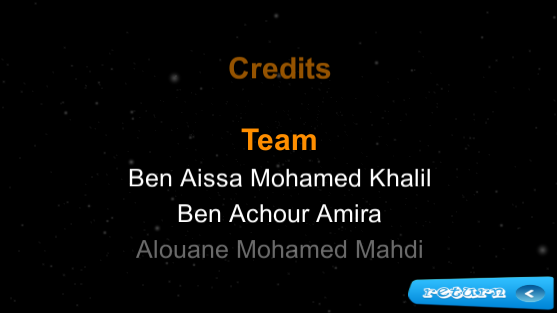 Credits
Team
Ben Aissa Mohamed Khalil
Ben Achour Amira
Alouane Mohamed Mahdi
return